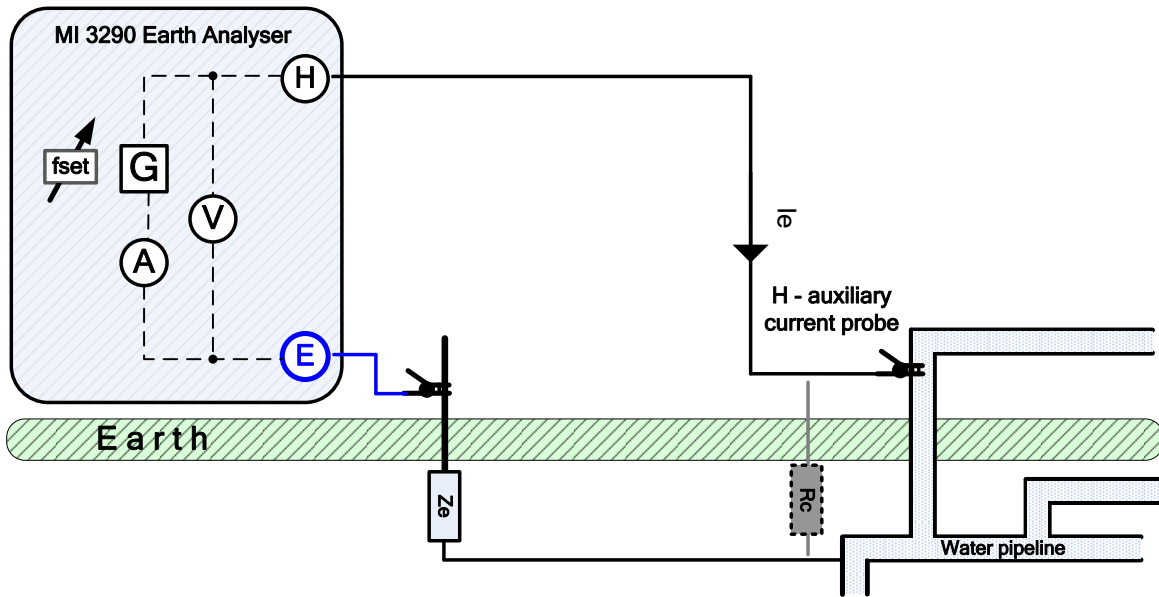 MI 3290 Earth Analyser
H
fset
G
V
A
Ie
H - auxiliary
current probe
E
Earth
Ze
Rc
Water pipeline